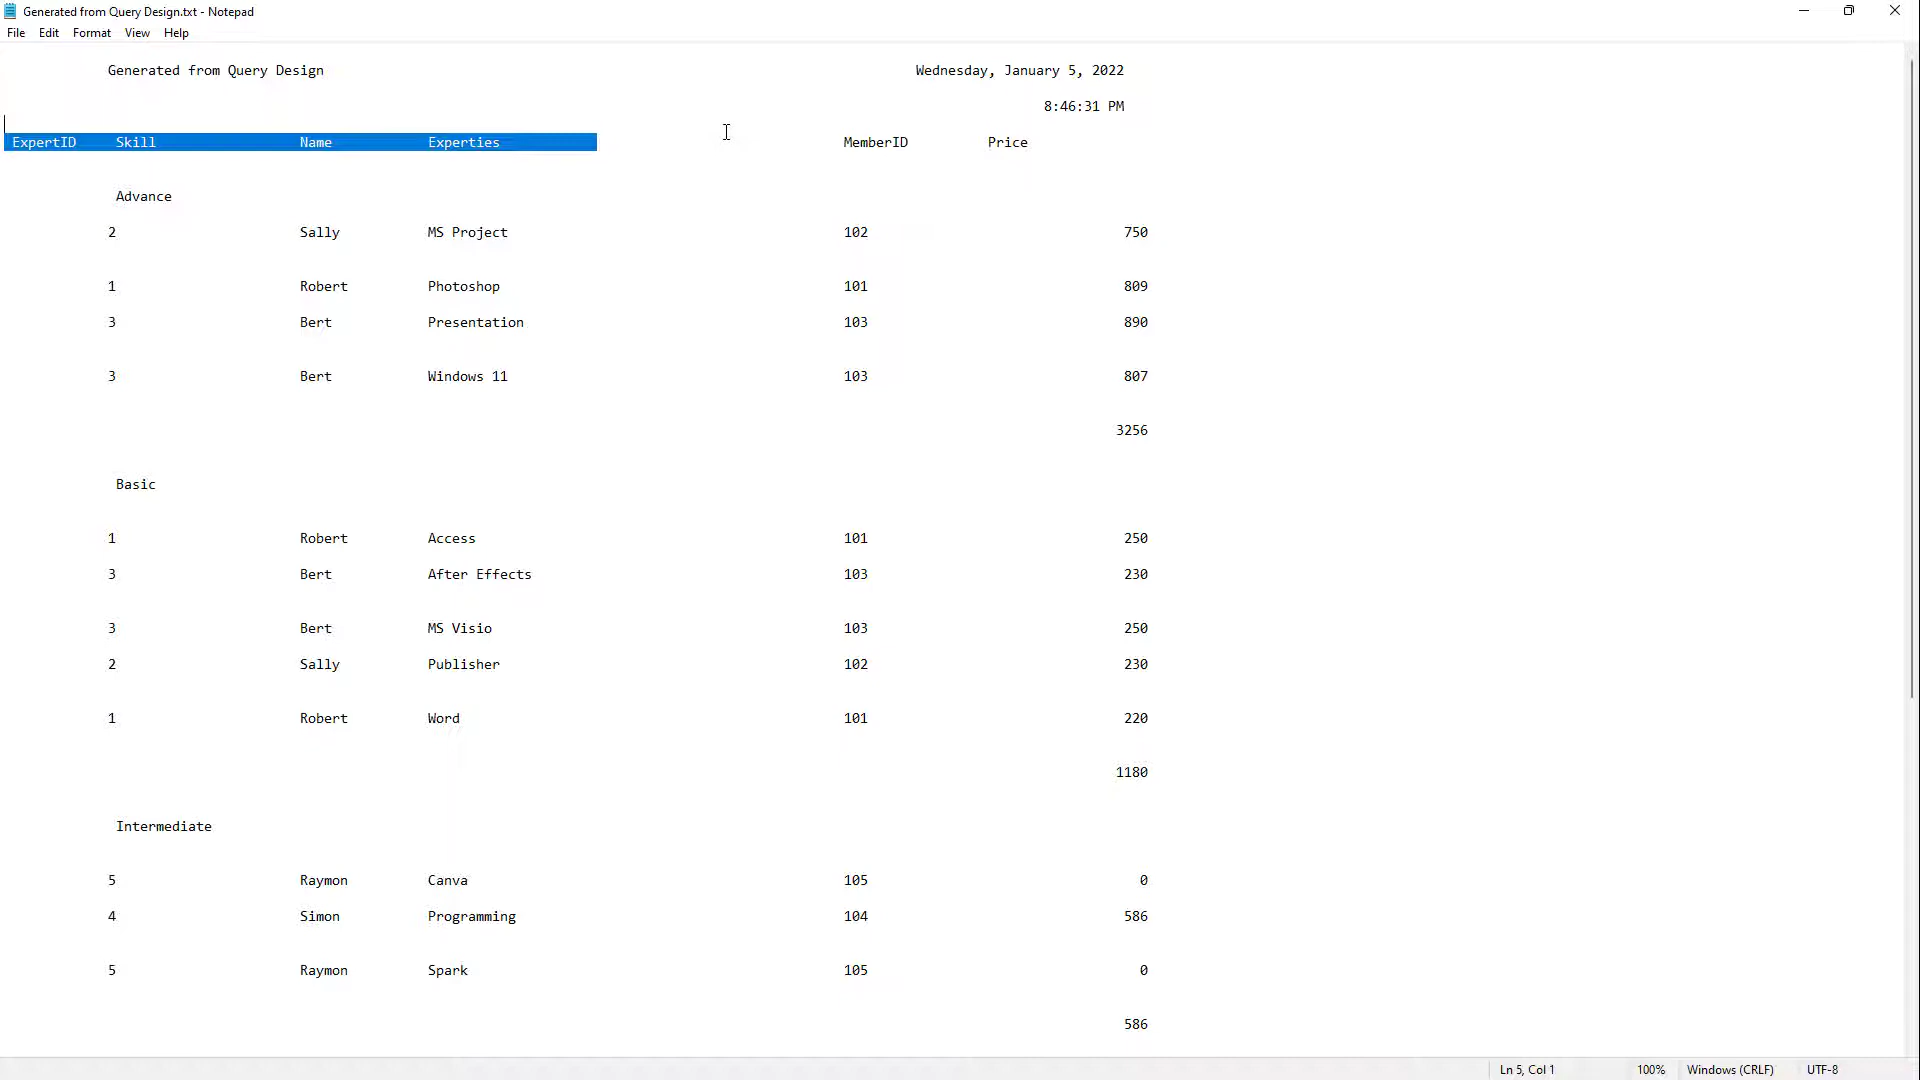 Generated from Query Design.txt - Notepad
File Edit Format View Help
Generated from Query Design Wednesday, January 5, 2022
8:46:31 PM
ExpertID Skill Name Experties MemberID Price
Advance
2 Sally MS Project 102 750
1 Robert Photoshop 101 809
3 Bert Presentation 103 890
3 Bert Windows 11 103 807
3256
Basic
1 Robert Access 101 250
3 Bert After Effects 103 230
3 Bert MS Visio 103 250
2 Sally Publisher 102 230
1 Robert Word 101 220
1180
Intermediate
5 Raymon Canva 105 0
4 Simon Programming 104 586
5 Raymon Spark 105 0
586
Ln 5, Col 1 100% Windows (CRLF) UTF-8